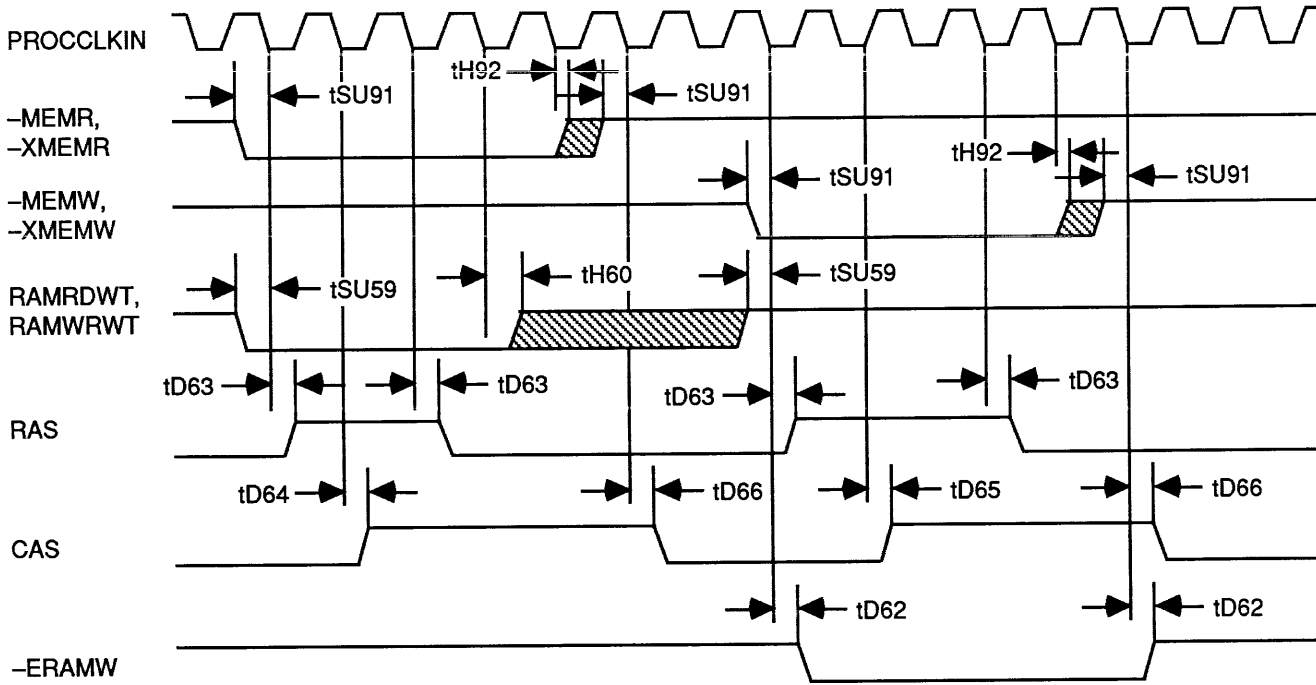 PROCCLKIN
tH92
tSU91 tSU91
–MEMR,
–XMEMR
tH92
tSU91 tSU91
–MEMW,
–XMEMW
tSU59 tH60 tSU59
RAMRDWT,
RAMWRWT
tD63 tD63 tD63 tD63
RAS
tD64 tD66 tD65 tD66
CAS
tD62 tD62
–ERAMW